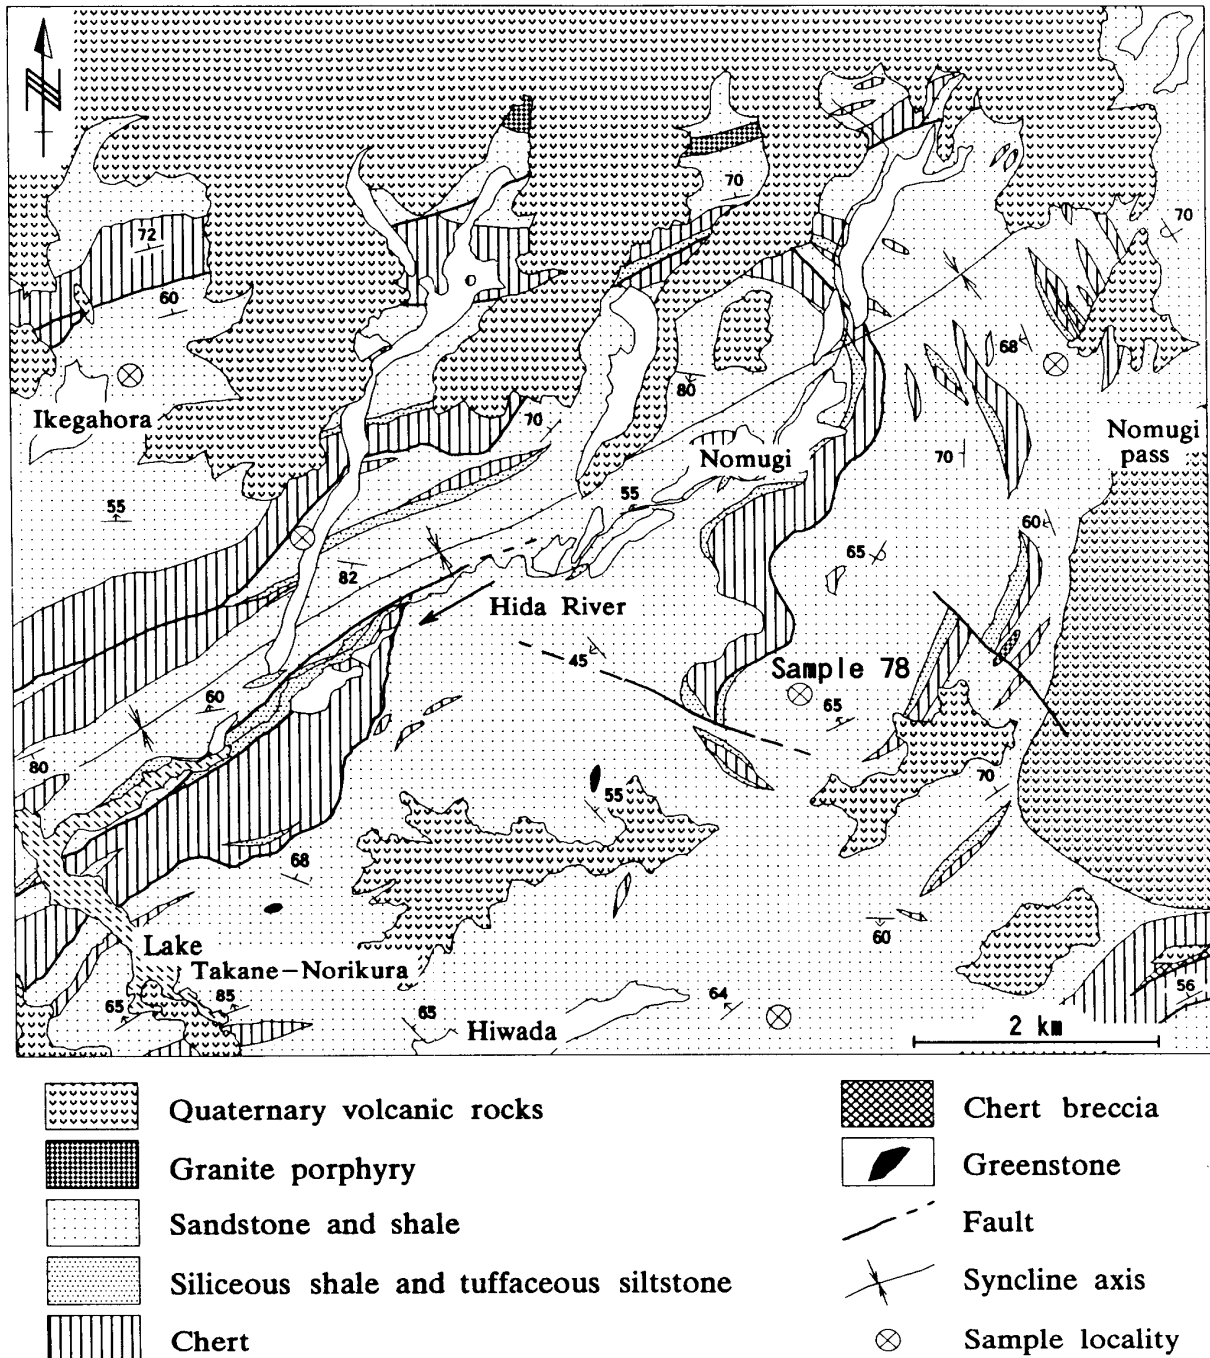 N
70
72
70
60
68
Ikegahora
80
70
Nomugi
Nomugi
pass
70
55
55
60
65
82
Hida River
45
Sample 78
60
65
80
70
55
68
60
Lake
Takane-Norikura
65
85
65
Hiwada
64
56
2 km
Quaternary volcanic rocks
Chert breccia
Granite porphyry
Greenstone
Sandstone and shale
Fault
Siliceous shale and tuffaceous siltstone
Syncline axis
Chert
Sample locality